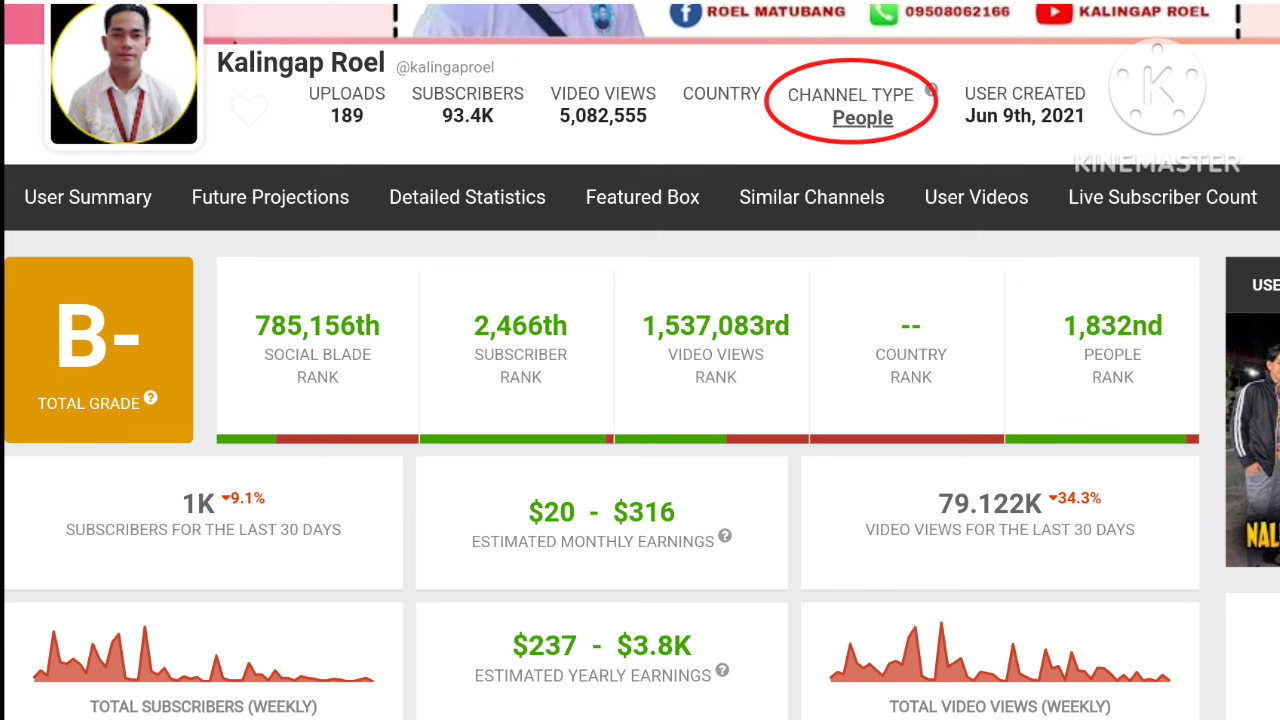 ROEL MATUBANG 09508062166 KALINGAP ROEL
Kalingap Roel @kalingaproel
UPLOADS SUBSCRIBERS VIDEO VIEWS COUNTRY CHANNEL TYPE USER CREATED
189 93.4K 5,082,555 People Jun 9th, 2021
K
KINEMASTER
User Summary Future Projections Detailed Statistics Featured Box Similar Channels User Videos Live Subscriber Count
B-
TOTAL GRADE ?
785,156th 2,466th 1,537,083rd -- 1,832nd
SOCIAL BLADE SUBSCRIBER VIDEO VIEWS COUNTRY PEOPLE
RANK RANK RANK RANK RANK
USE
1K 9.1% $20 - $316 79.122K 34.3%
SUBSCRIBERS FOR THE LAST 30 DAYS ESTIMATED MONTHLY EARNINGS ? VIDEO VIEWS FOR THE LAST 30 DAYS
NAL
$237 - $3.8K
ESTIMATED YEARLY EARNINGS ?
TOTAL SUBSCRIBERS (WEEKLY) TOTAL VIDEO VIEWS (WEEKLY)